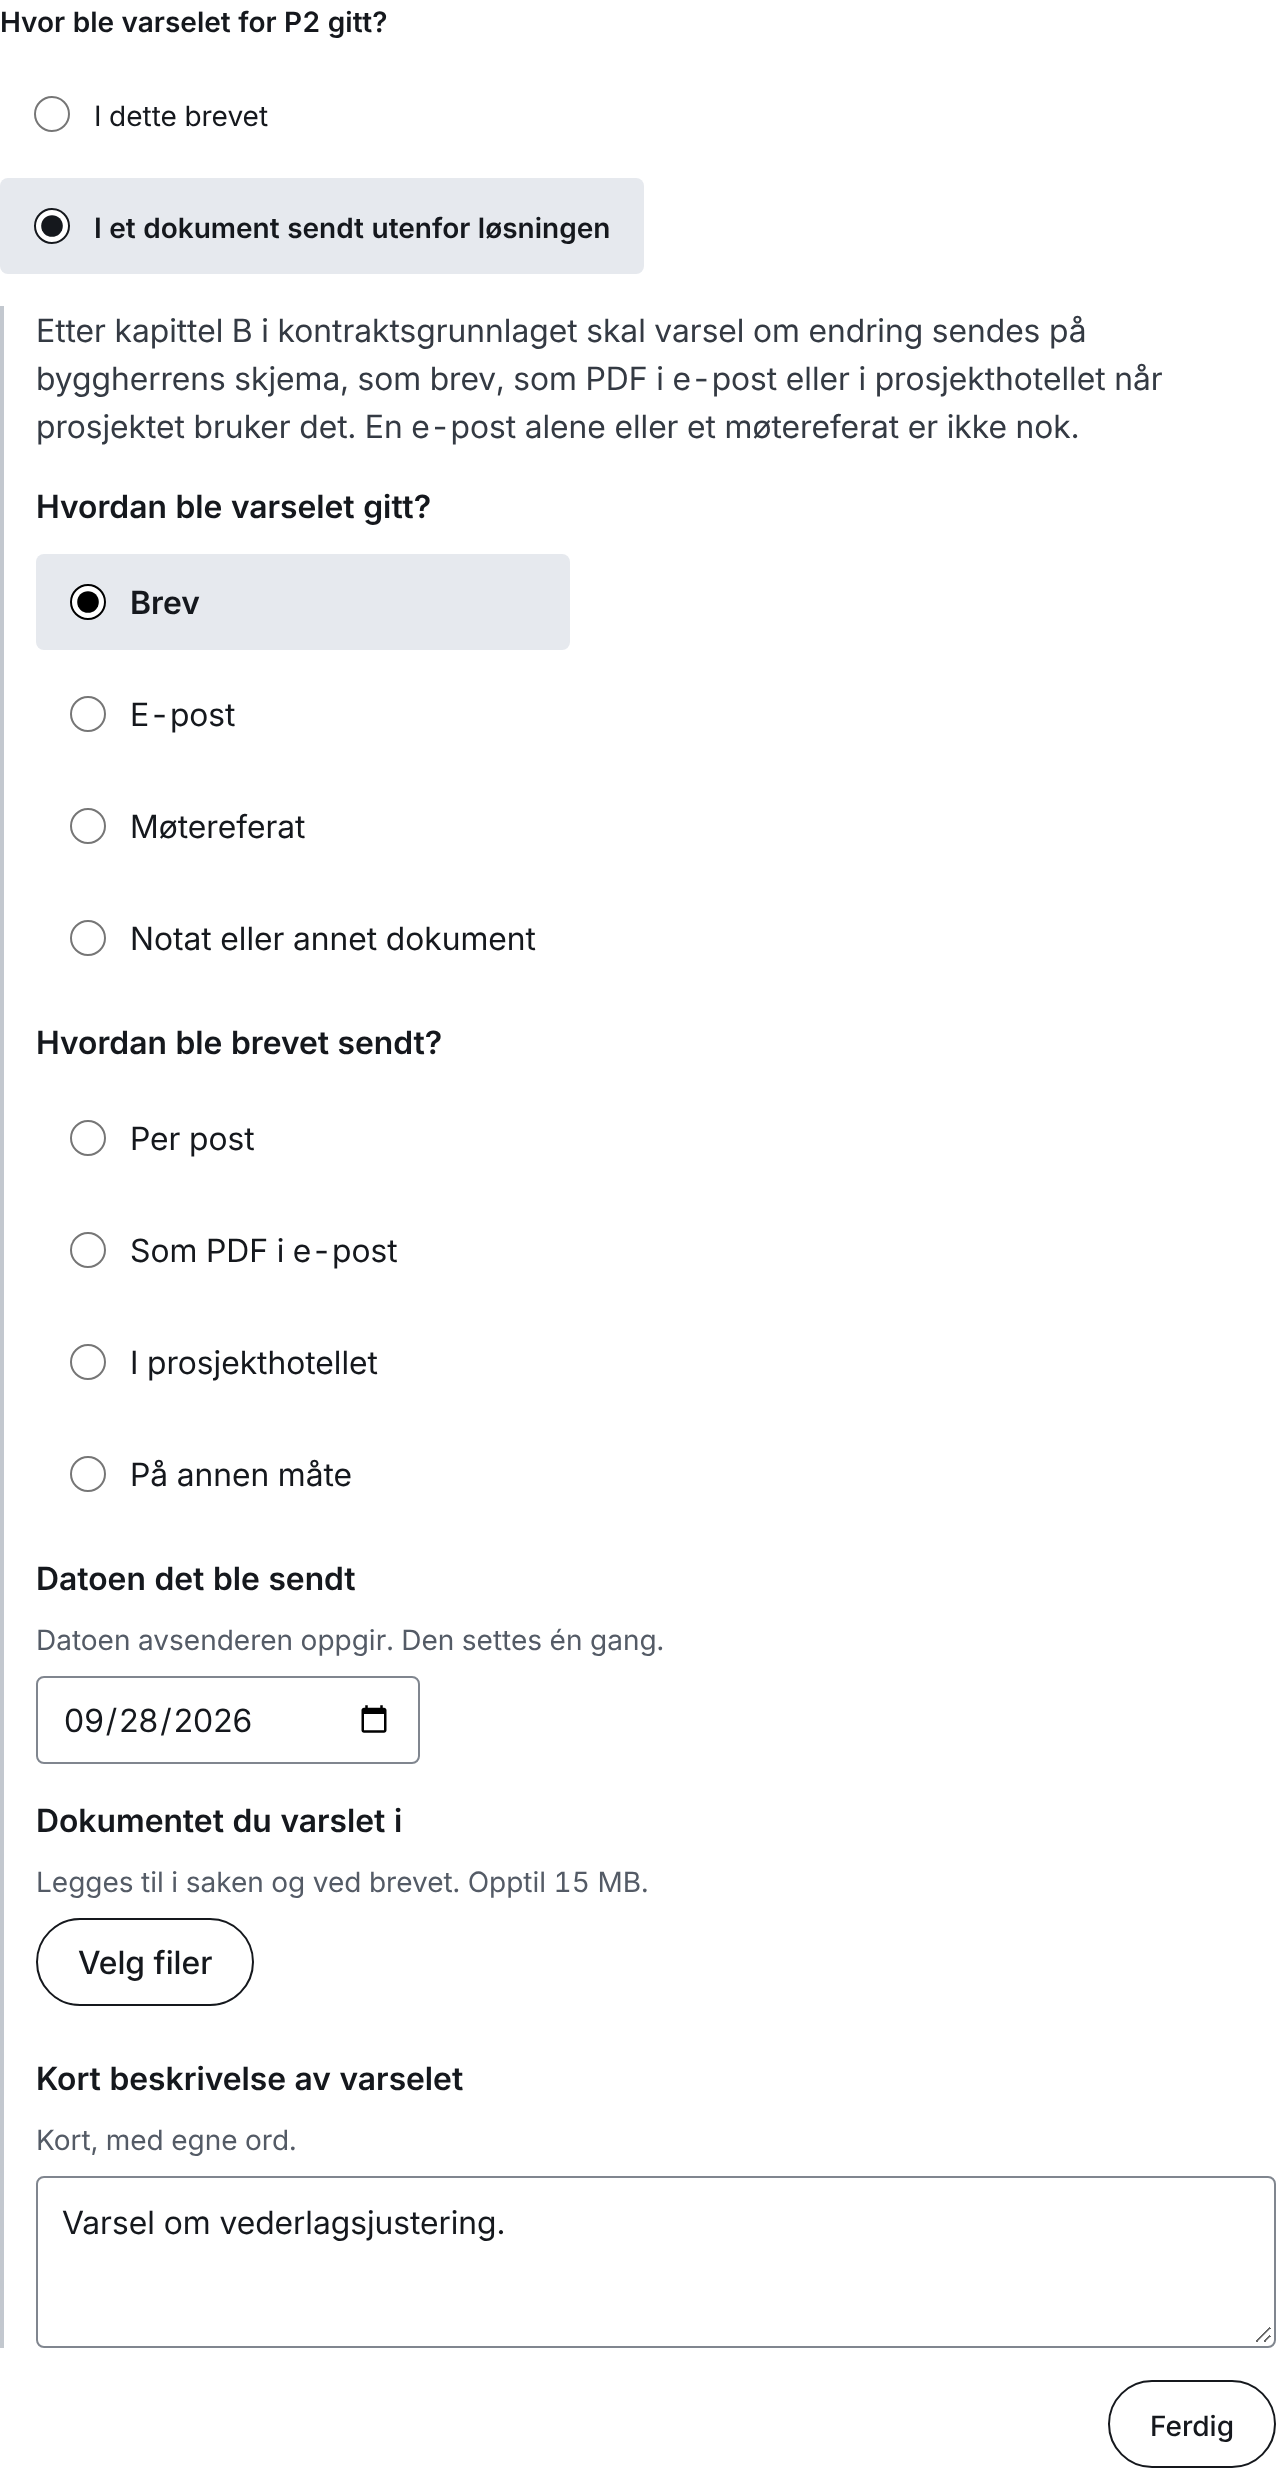 Hvor ble varselet for P2 gitt?
I dette brevet
I et dokument sendt utenfor løsningen
Etter kapittel B i kontraktsgrunnlaget skal varsel om endring sendes på
byggherrens skjema, som brev, som PDF i e-post eller i prosjekthotellet når
prosjektet bruker det. En e-post alene eller et møtereferat er ikke nok.
Hvordan ble varselet gitt?
Brev
E-post
Møtereferat
Notat eller annet dokument
Hvordan ble brevet sendt?
Per post
Som PDF i e-post
I prosjekthotellet
På annen måte
Datoen det ble sendt
Datoen avsenderen oppgir. Den settes én gang.
09/28/2026
Dokumentet du varslet i
Legges til i saken og ved brevet. Opptil 15 MB.
Velg filer
Kort beskrivelse av varselet
Kort, med egne ord.
Varsel om vederlagsjustering.
Ferdig